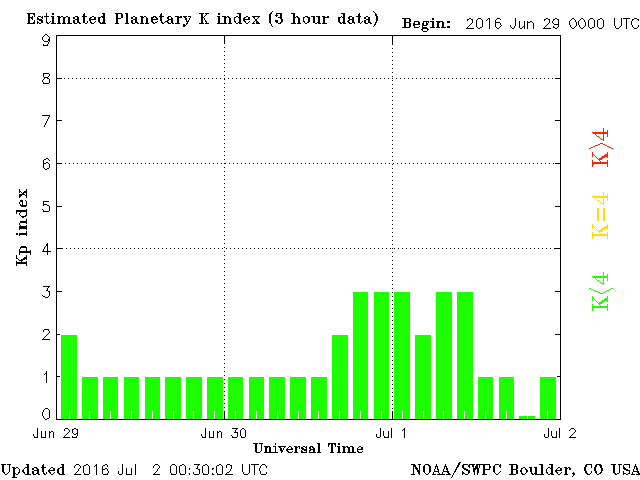 Estimated Planetary K index (3 hour data) Begin: 2016 Jun 29 0000 UTC
9
8
7
6
5
4
3
2
1
0
Kp index
K>4
K=4
K<4
Jun 29 Jun 30 Jul 1 Jul 2
Universal Time
Updated 2016 Jul 2 00:30:02 UTC NOAA/SWPC Boulder, CO USA